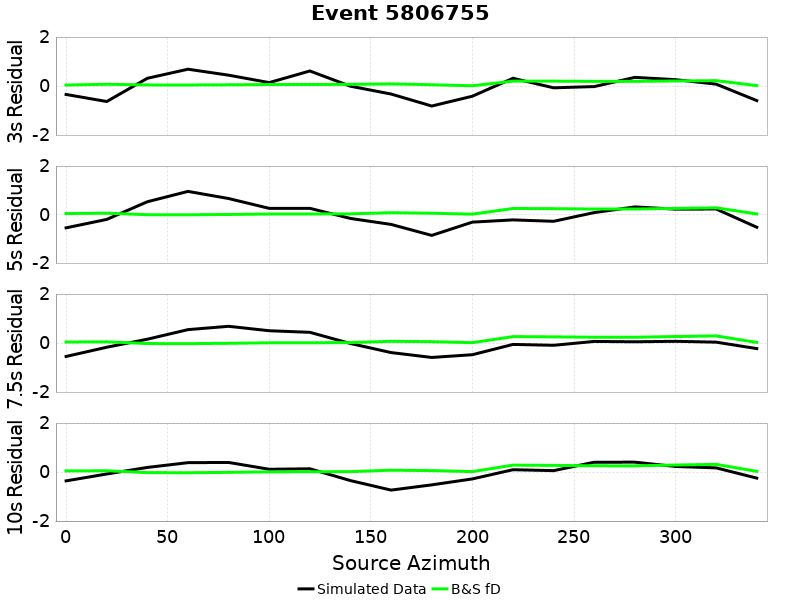 Event 5806755
3s Residual
2
0
-2
5s Residual
2
0
-2
7.5s Residual
2
0
-2
10s Residual
2
0
-2
0 50 100 150 200 250 300
Source Azimuth
Simulated Data B&S fD